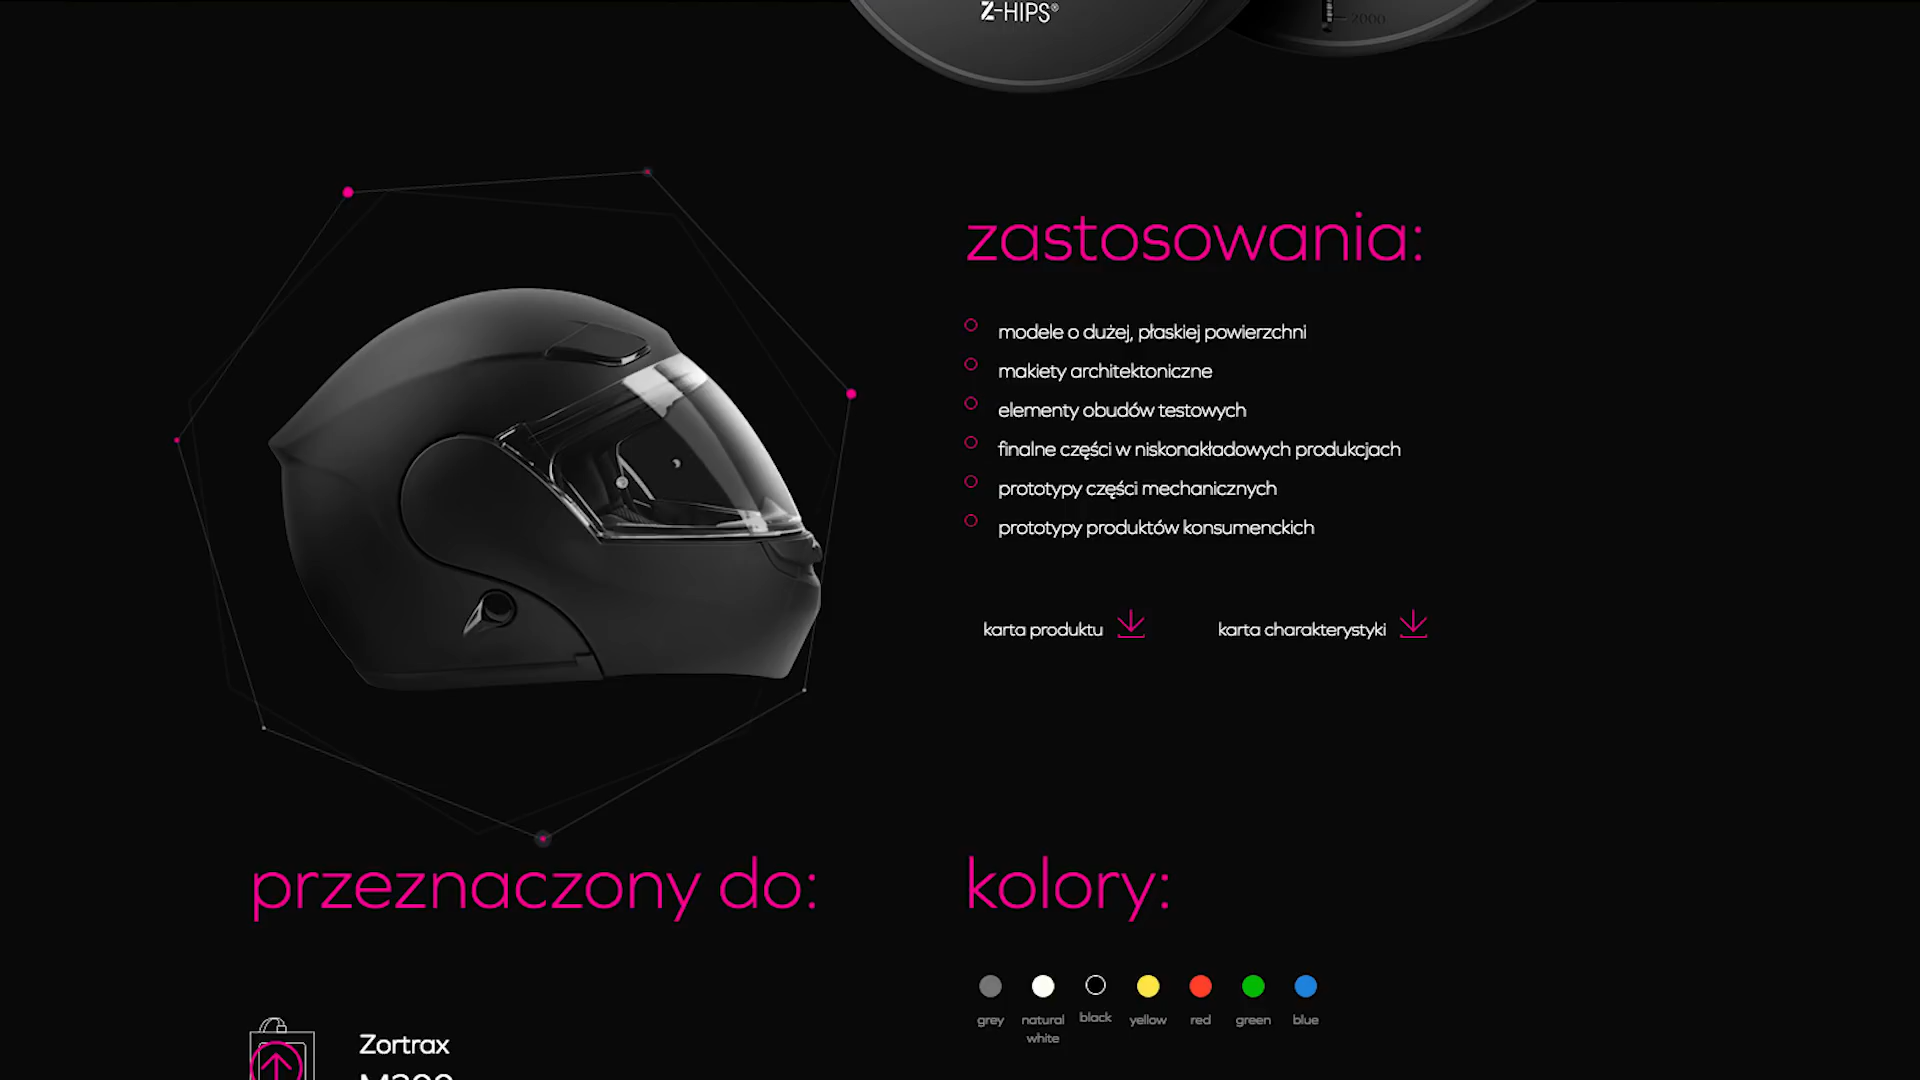 Z-HIPS®
2000
zastosowania:
modele o dużej, płaskiej powierzchni
makiety architektoniczne
elementy obudów testowych
finalne części w niskonakładowych produkcjach
prototypy części mechanicznych
prototypy produktów konsumenckich
karta produktu
karta charakterystyki
przeznaczony do:
Zortrax
kolory:
grey
natural
white
black
yellow
red
green
blue